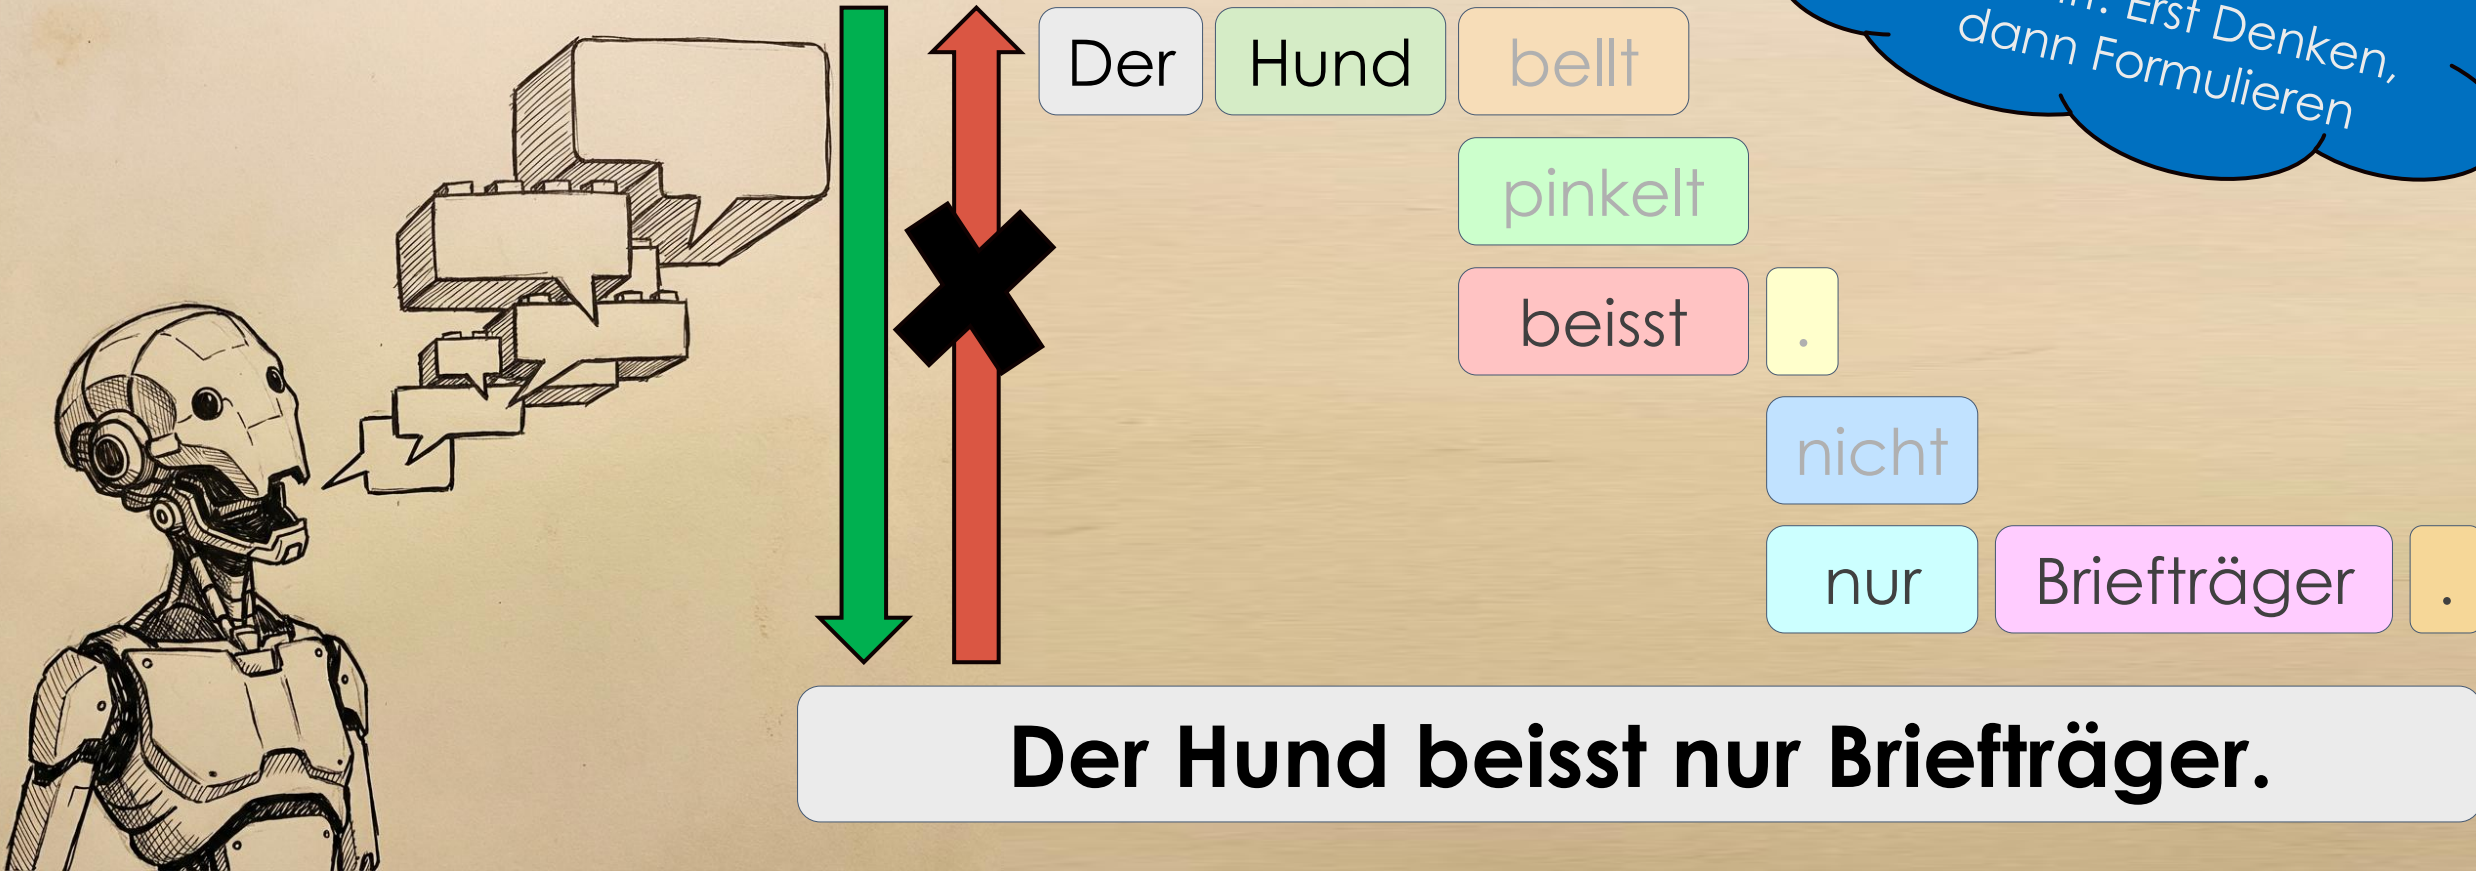 Der Hund bellt
pinkelt
beisst .
nicht
nur Briefträger .
Der Hund beisst nur Briefträger.
Erst Denken,
dann Formulieren